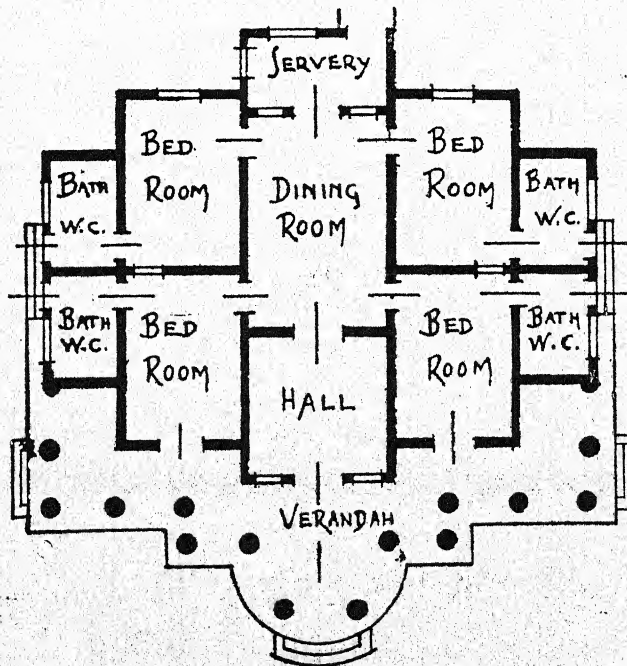 SERVERY
BED
ROOM
BED
ROOM
DINING
ROOM
BATH
W.C.
BATH
W.C.
BATH
W.C.
BED
ROOM
BED
ROOM
BATH
W.C.
HALL
VERANDAH